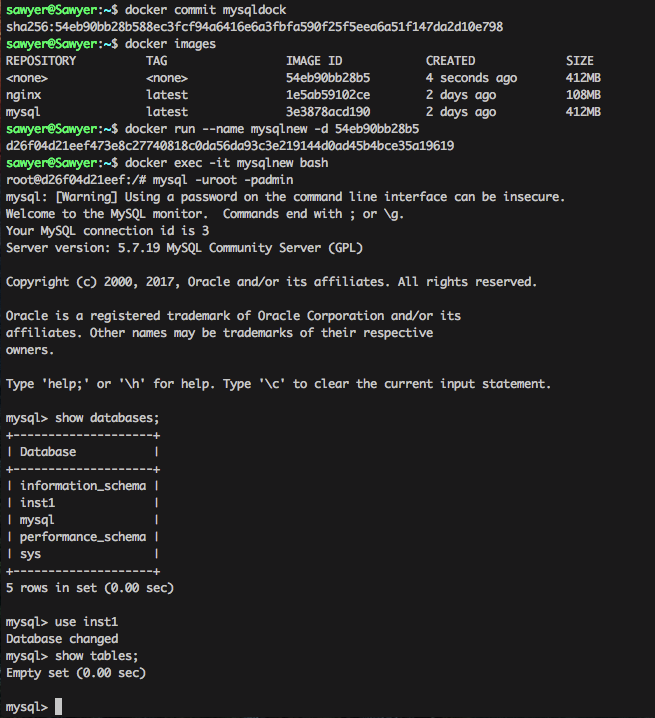 sawyer@Sawyer:~$ docker commit mysqldock
sha256:54eb90bb28b588ec3fcf94a6416e6a3fbfa590f25f5eea6a51f147da2d10e798
sawyer@Sawyer:~$ docker images
REPOSITORY TAG IMAGE ID CREATED SIZE
<none> <none> 54eb90bb28b5 4 seconds ago 412MB
nginx latest 1e5ab59102ce 2 days ago 108MB
mysql latest 3e3878acd190 2 days ago 412MB
sawyer@Sawyer:~$ docker run --name mysqlnew -d 54eb90bb28b5
d26f04d21eef473e8c27740818c0da56da93c3e219144d0ad45b4bce35a19619
sawyer@Sawyer:~$ docker exec -it mysqlnew bash
root@d26f04d21eef:/# mysql -uroot -padmin
mysql: [Warning] Using a password on the command line interface can be insecure.
Welcome to the MySQL monitor.  Commands end with ; or \g.
Your MySQL connection id is 3
Server version: 5.7.19 MySQL Community Server (GPL)
Copyright (c) 2000, 2017, Oracle and/or its affiliates. All rights reserved.
Oracle is a registered trademark of Oracle Corporation and/or its
affiliates. Other names may be trademarks of their respective
owners.
Type 'help;' or '\h' for help. Type '\c' to clear the current input statement.
mysql> show databases;
+--------------------+
| Database           |
+--------------------+
| information_schema |
| inst1              |
| mysql              |
| performance_schema |
| sys                |
+--------------------+
5 rows in set (0.00 sec)
mysql> use inst1
Database changed
mysql> show tables;
Empty set (0.00 sec)
mysql>